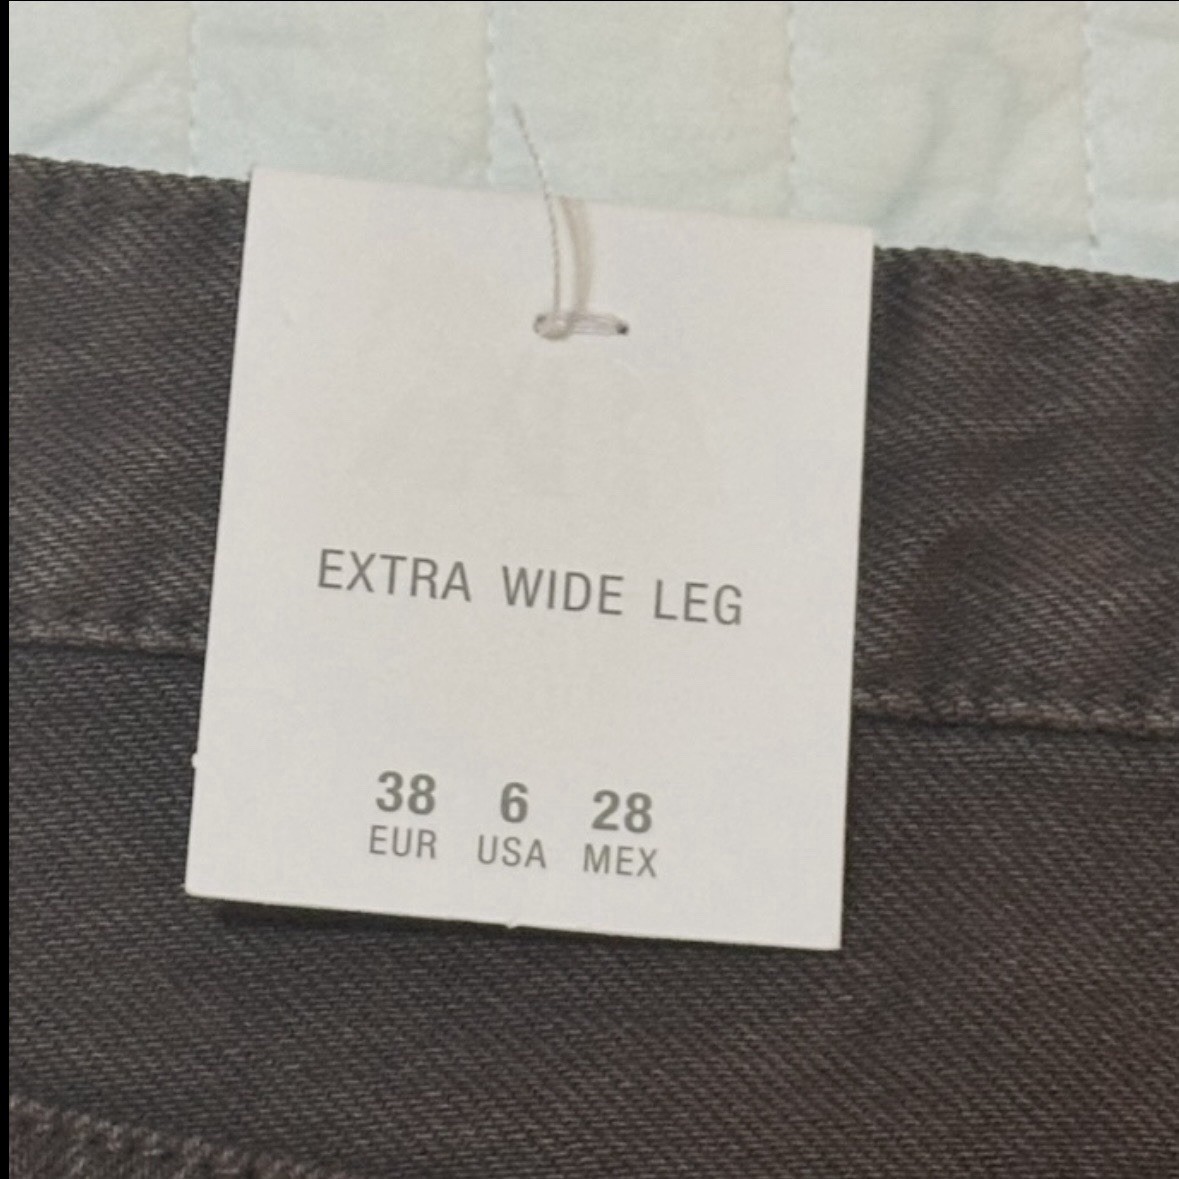 EXTRA WIDE LEG
38 6 28
EUR USA MEX